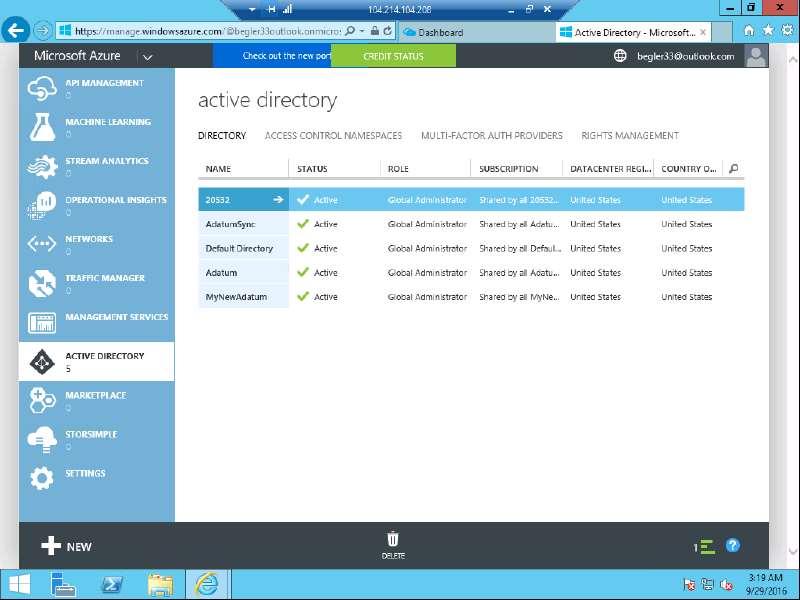 104.214.104.208
https://manage.windowsazure.com/@begler33outlook.onmicros
Dashboard
Active Directory - Microsoft...
Microsoft Azure
Check out the new port
CREDIT STATUS
begler33@outlook.com
API MANAGEMENT
0
MACHINE LEARNING
0
STREAM ANALYTICS
0
OPERATIONAL INSIGHTS
0
NETWORKS
0
TRAFFIC MANAGER
0
MANAGEMENT SERVICES
ACTIVE DIRECTORY
5
MARKETPLACE
0
STORSIMPLE
0
SETTINGS
active directory
DIRECTORY ACCESS CONTROL NAMESPACES MULTI-FACTOR AUTH PROVIDERS RIGHTS MANAGEMENT
NAME STATUS ROLE SUBSCRIPTION DATACENTER REGI... COUNTRY O...
20532 Active Global Administrator Shared by all 20532... United States United States
AdatumSync Active Global Administrator Shared by all Adatu... United States United States
Default Directory Active Global Administrator Shared by all Defaul... United States United States
Adatum Active Global Administrator Shared by all Adatu... United States United States
MyNewAdatum Active Global Administrator Shared by all MyNe... United States United States
NEW
DELETE
1
?
3:19 AM
9/29/2016